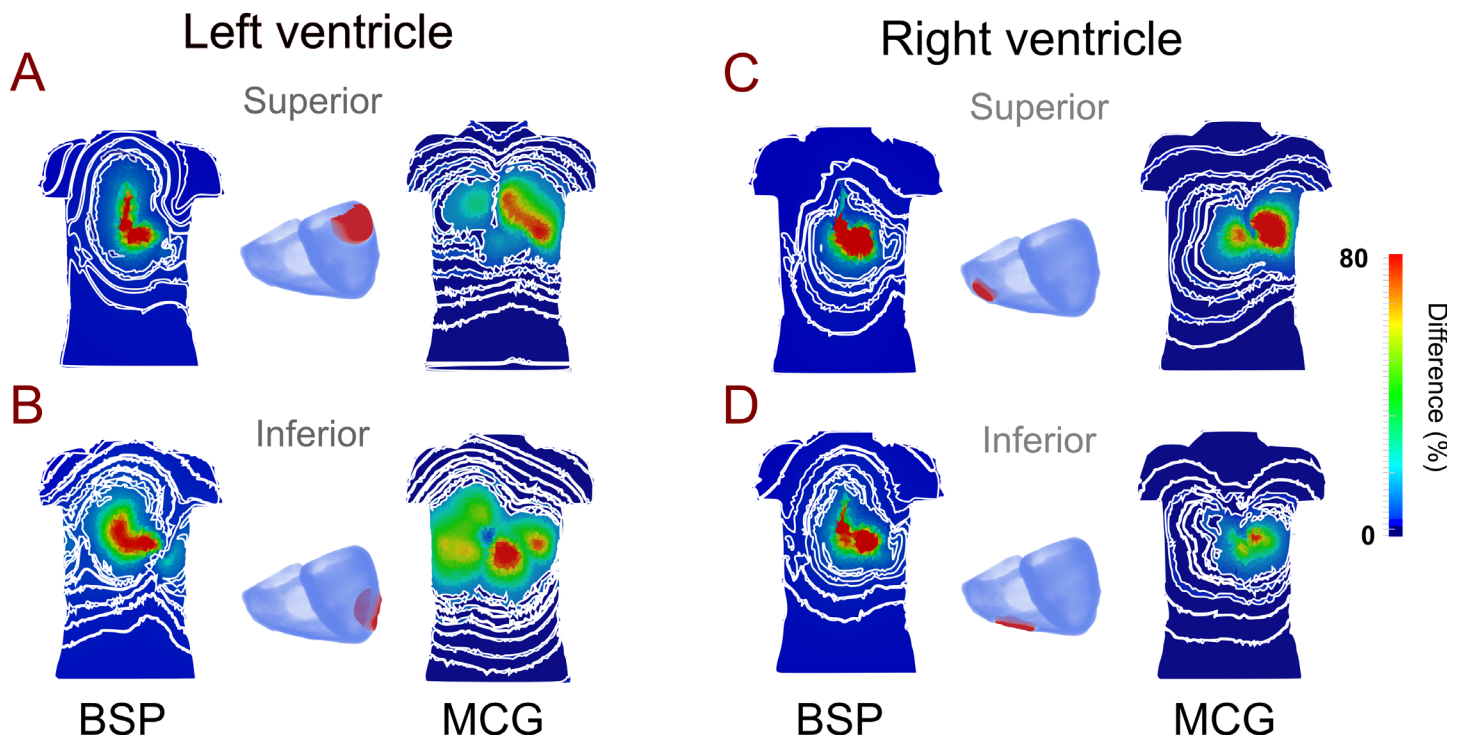 Left ventricle
Right ventricle
A
C
Superior
Superior
80
Difference (%)
0
B
D
Inferior
Inferior
BSP
MCG
BSP
MCG